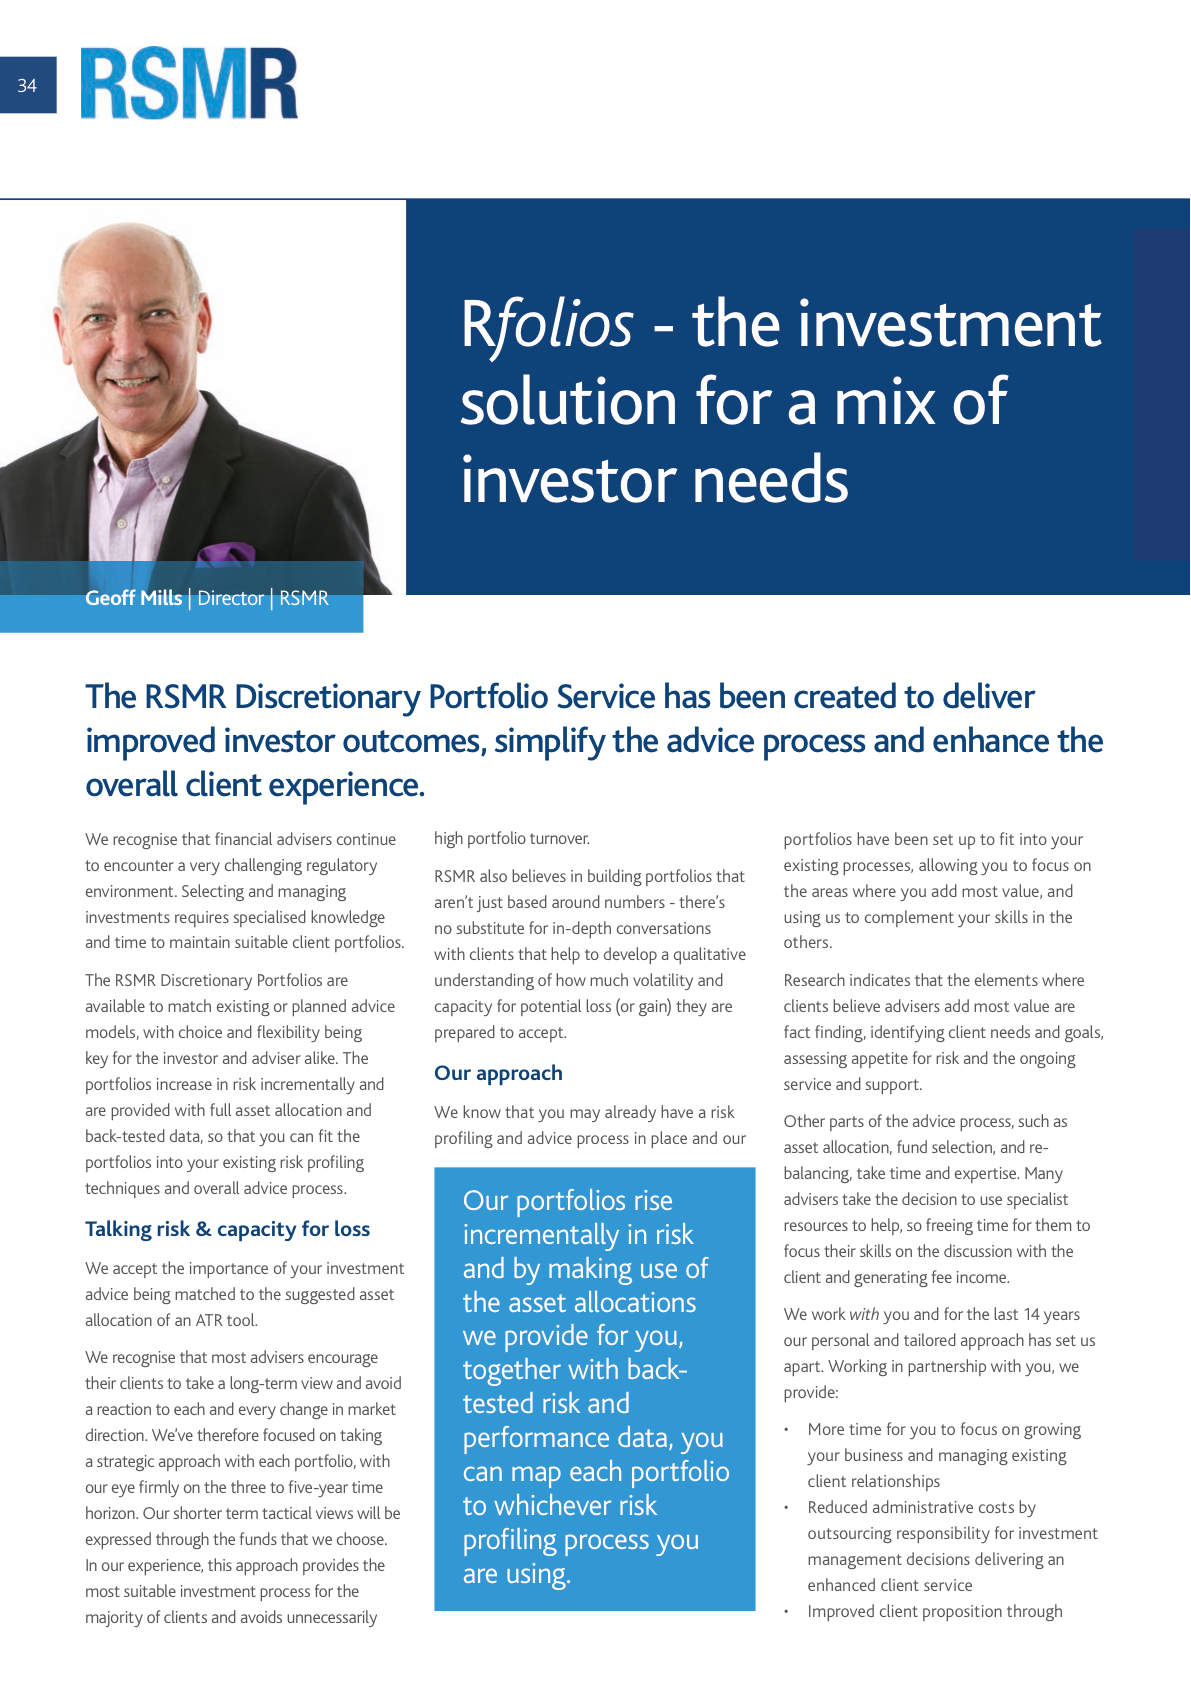 34
RSMR
Rfolios - the investment
solution for a mix of
investor needs
Geoff Mills | Director | RSMR
The RSMR Discretionary Portfolio Service has been created to deliver
improved investor outcomes, simplify the advice process and enhance the
overall client experience.
We recognise that financial advisers continue
to encounter a very challenging regulatory
environment. Selecting and managing
investments requires specialised knowledge
and time to maintain suitable client portfolios.
The RSMR Discretionary Portfolios are
available to match existing or planned advice
models, with choice and flexibility being
key for the investor and adviser alike. The
portfolios increase in risk incrementally and
are provided with full asset allocation and
back-tested data, so that you can fit the
portfolios into your existing risk profiling
techniques and overall advice process.
Talking risk & capacity for loss
We accept the importance of your investment
advice being matched to the suggested asset
allocation of an ATR tool.
We recognise that most advisers encourage
their clients to take a long-term view and avoid
a reaction to each and every change in market
direction. We've therefore focused on taking
a strategic approach with each portfolio, with
our eye firmly on the three to five-year time
horizon. Our shorter term tactical views will be
expressed through the funds that we choose.
In our experience, this approach provides the
most suitable investment process for the
majority of clients and avoids unnecessarily
high portfolio turnover.
RSMR also believes in building portfolios that
aren't just based around numbers - there's
no substitute for in-depth conversations
with clients that help to develop a qualitative
understanding of how much volatility and
capacity for potential loss (or gain) they are
prepared to accept.
Our approach
We know that you may already have a risk
profiling and advice process in place and our
Our portfolios rise
incrementally in risk
and by making use of
the asset allocations
we provide for you,
together with back-
tested risk and
performance data, you
can map each portfolio
to whichever risk
profiling process you
are using.
portfolios have been set up to fit into your
existing processes, allowing you to focus on
the areas where you add most value, and
using us to complement your skills in the
others.
Research indicates that the elements where
clients believe advisers add most value are
fact finding, identifying client needs and goals,
assessing appetite for risk and the ongoing
service and support.
Other parts of the advice process, such as
asset allocation, fund selection, and re-
balancing, take time and expertise. Many
advisers take the decision to use specialist
resources to help, so freeing time for them to
focus their skills on the discussion with the
client and generating fee income.
We work with you and for the last 14 years
our personal and tailored approach has set us
apart. Working in partnership with you, we
provide:
• More time for you to focus on growing
your business and managing existing
client relationships
• Reduced administrative costs by
outsourcing responsibility for investment
management decisions delivering an
enhanced client service
• Improved client proposition through